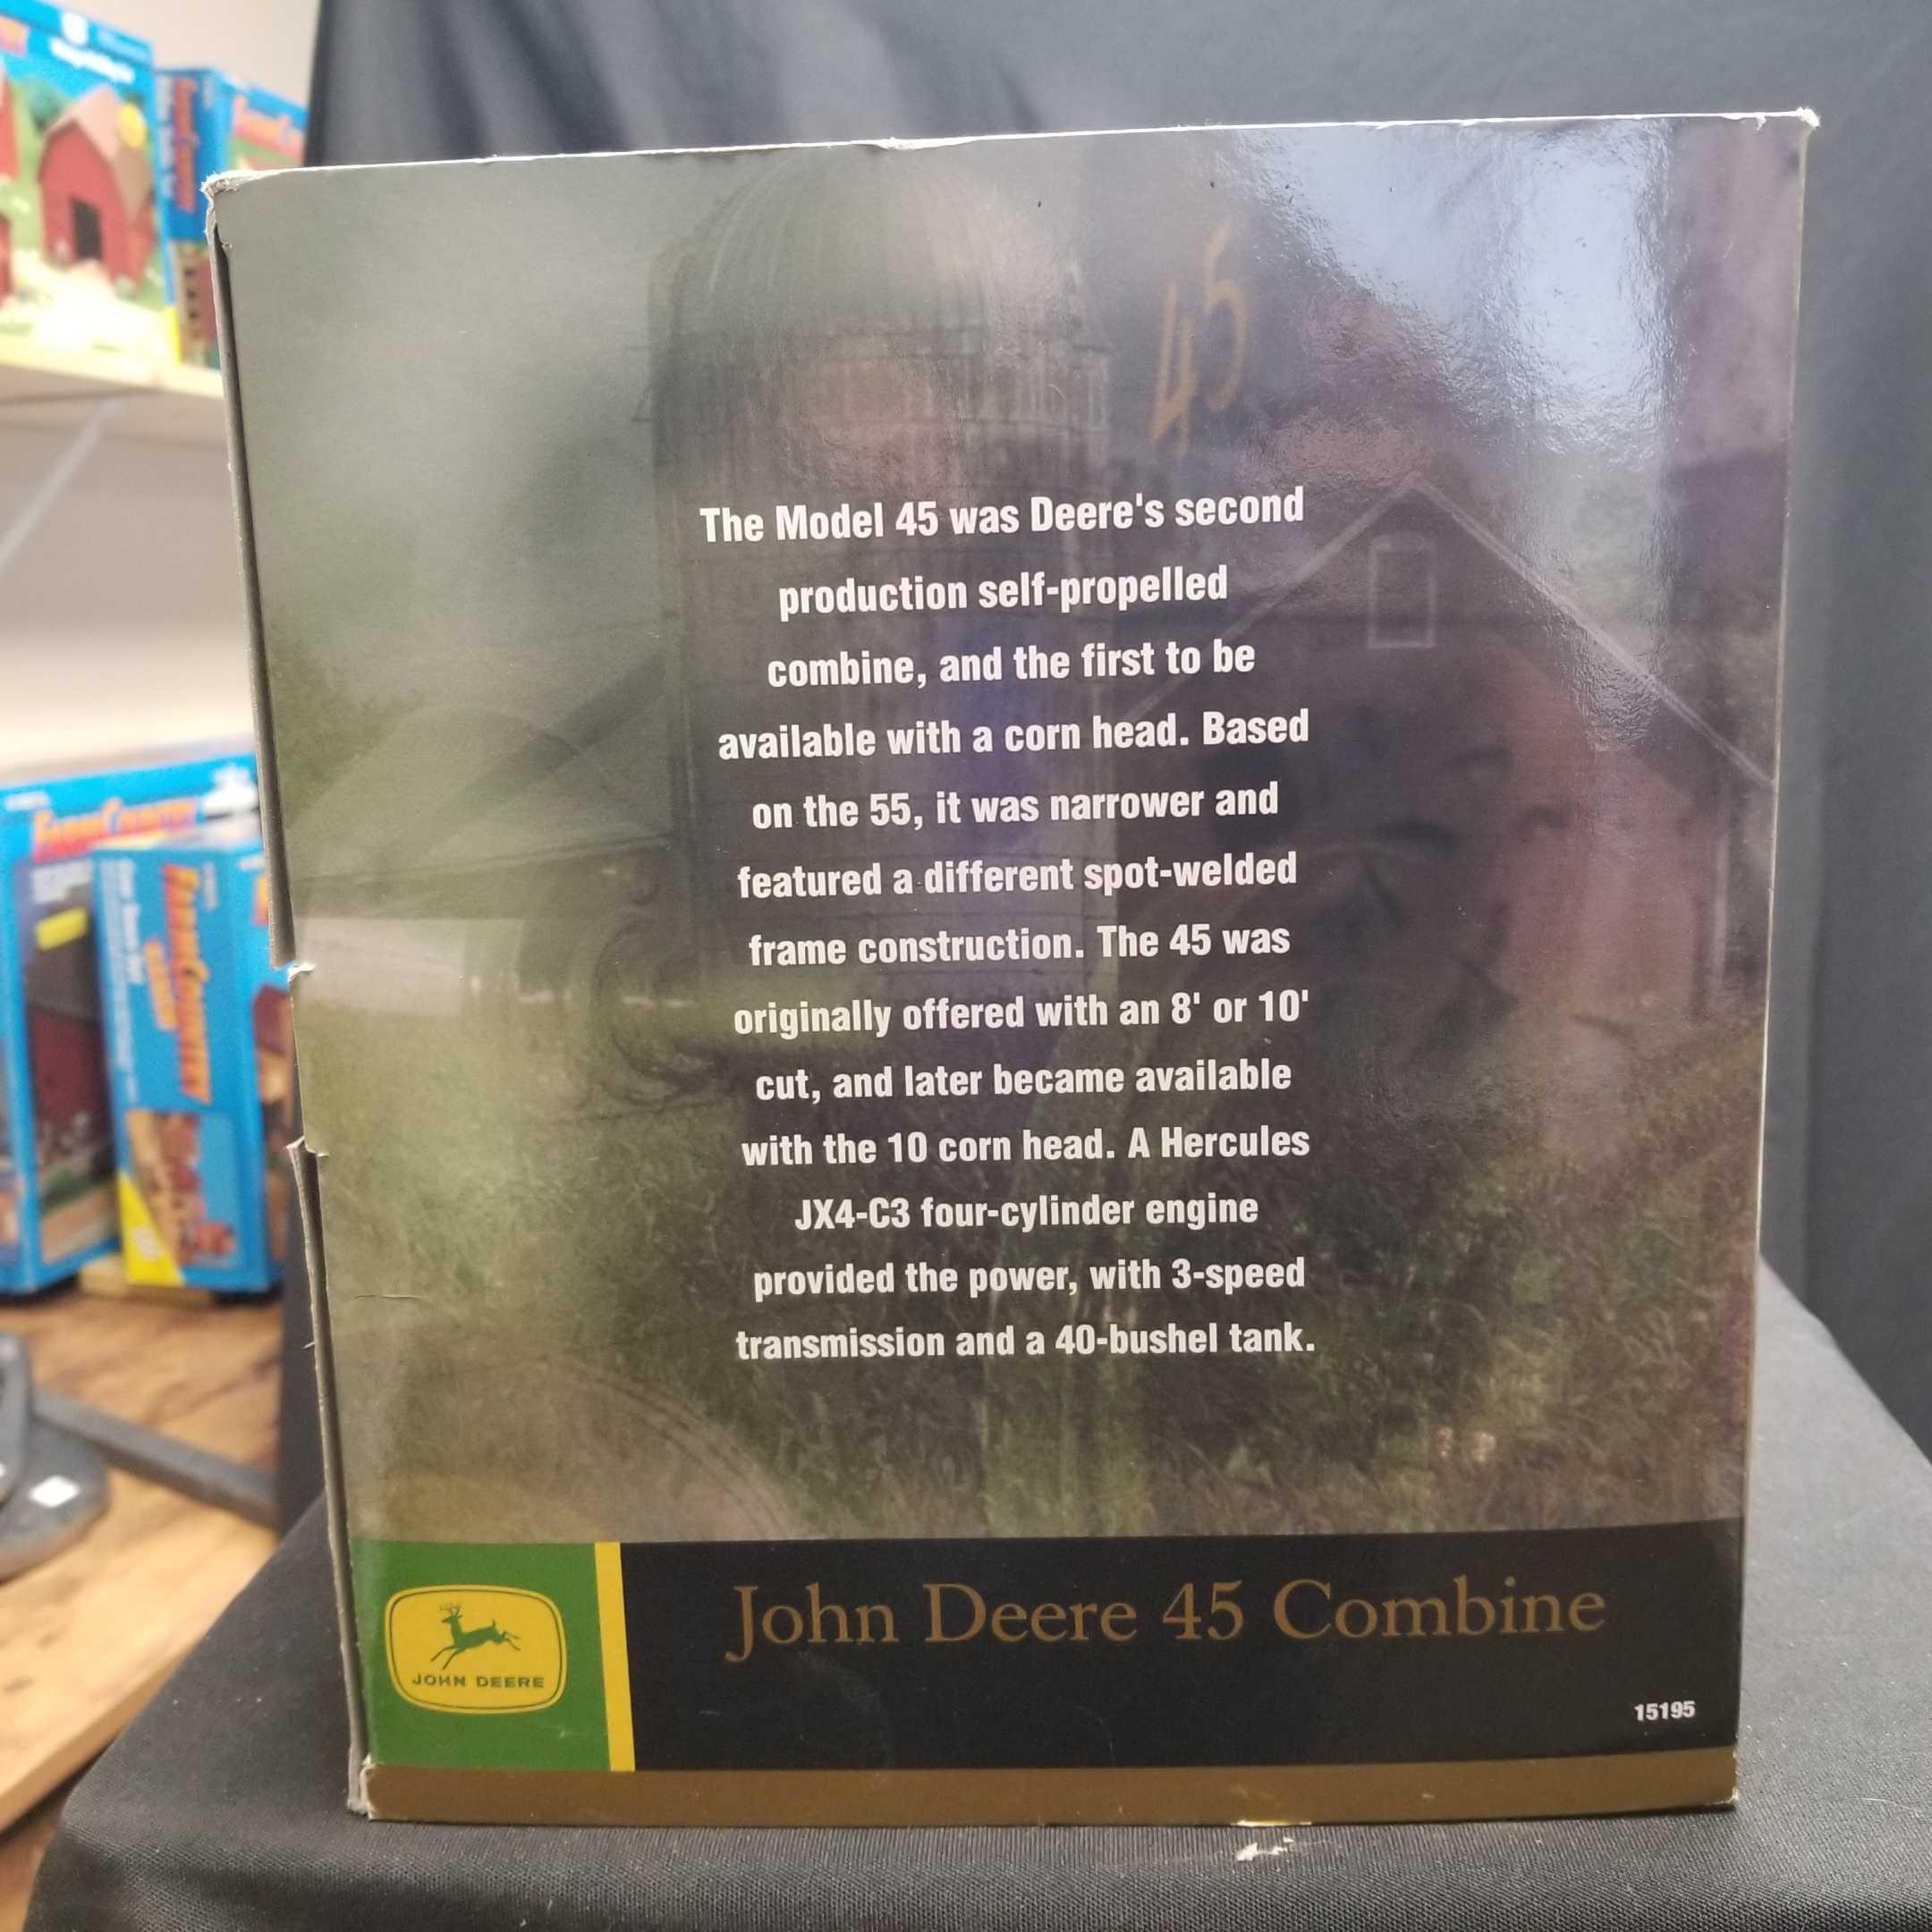 45
The Model 45 was Deere's second
production self-propelled
combine, and the first to be
available with a corn head. Based
on the 55, it was narrower and
featured a different spot-welded
frame construction. The 45 was
originally offered with an 8' or 10'
cut, and later became available
with the 10 corn head. A Hercules
JX4-C3 four-cylinder engine
provided the power, with 3-speed
transmission and a 40-bushel tank.
JOHN DEERE
John Deere 45 Combine
15195